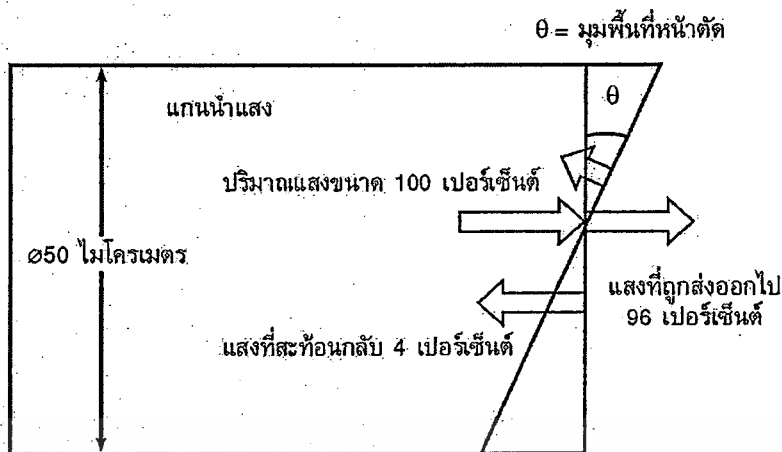 θ = มุมพื้นที่หน้าตัด
แกนนำแสง
θ
ปริมาณแสงขนาด 100 เปอร์เซ็นต์
⌀50 ไมโครเมตร
แสงที่ถูกส่งออกไป
96 เปอร์เซ็นต์
แสงที่สะท้อนกลับ 4 เปอร์เซ็นต์